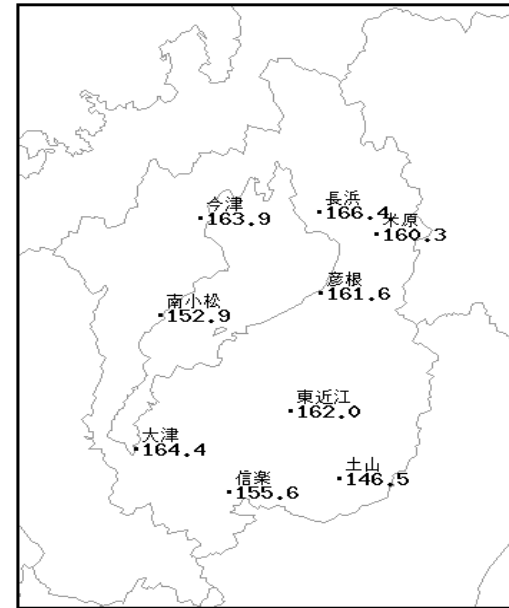 今津
163.9
長浜
166.4
米原
160.3
彦根
161.6
南小松
152.9
東近江
162.0
大津
164.4
信楽
155.6
土山
146.5